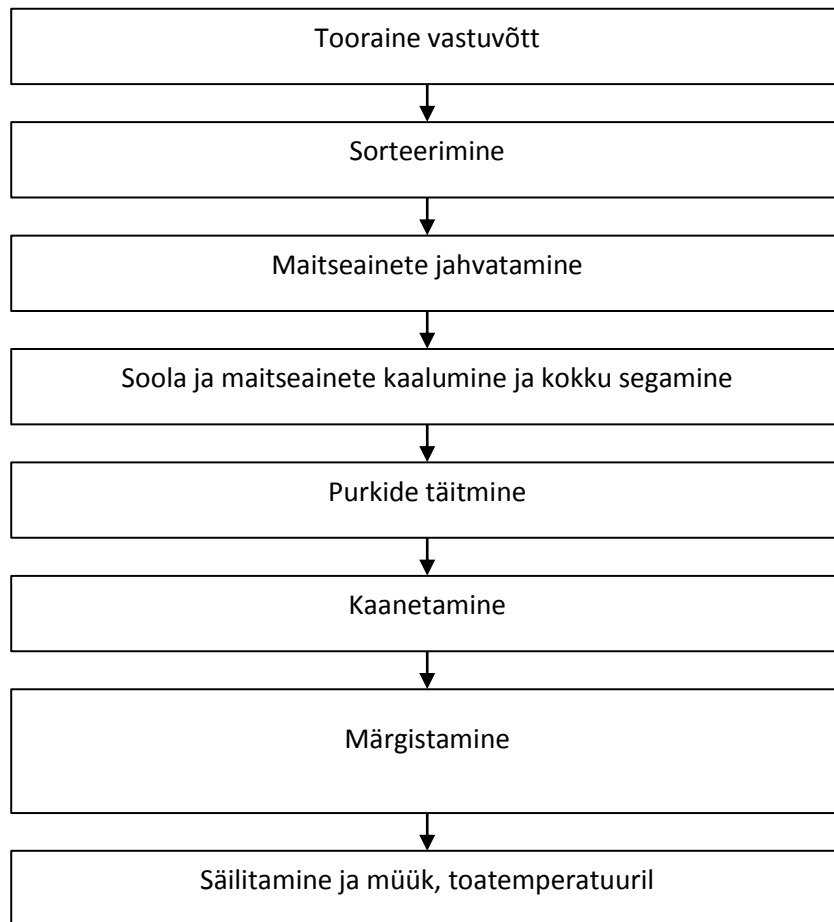 Tooraine vastuvõtt
Sorteerimine
Maitseainete jahvatamine
Soola ja maitseainete kaalumine ja kokku segamine
Purkide täitmine
Kaanetamine
Märgistamine
Säilitamine ja müük, toatemperatuuril